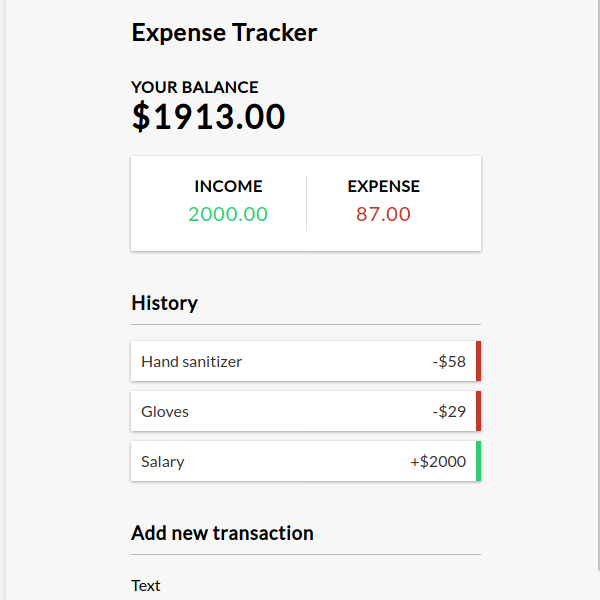 Expense Tracker
YOUR BALANCE
$1913.00
INCOME EXPENSE
2000.00 87.00
History
Hand sanitizer -$58
Gloves -$29
Salary +$2000
Add new transaction
Text